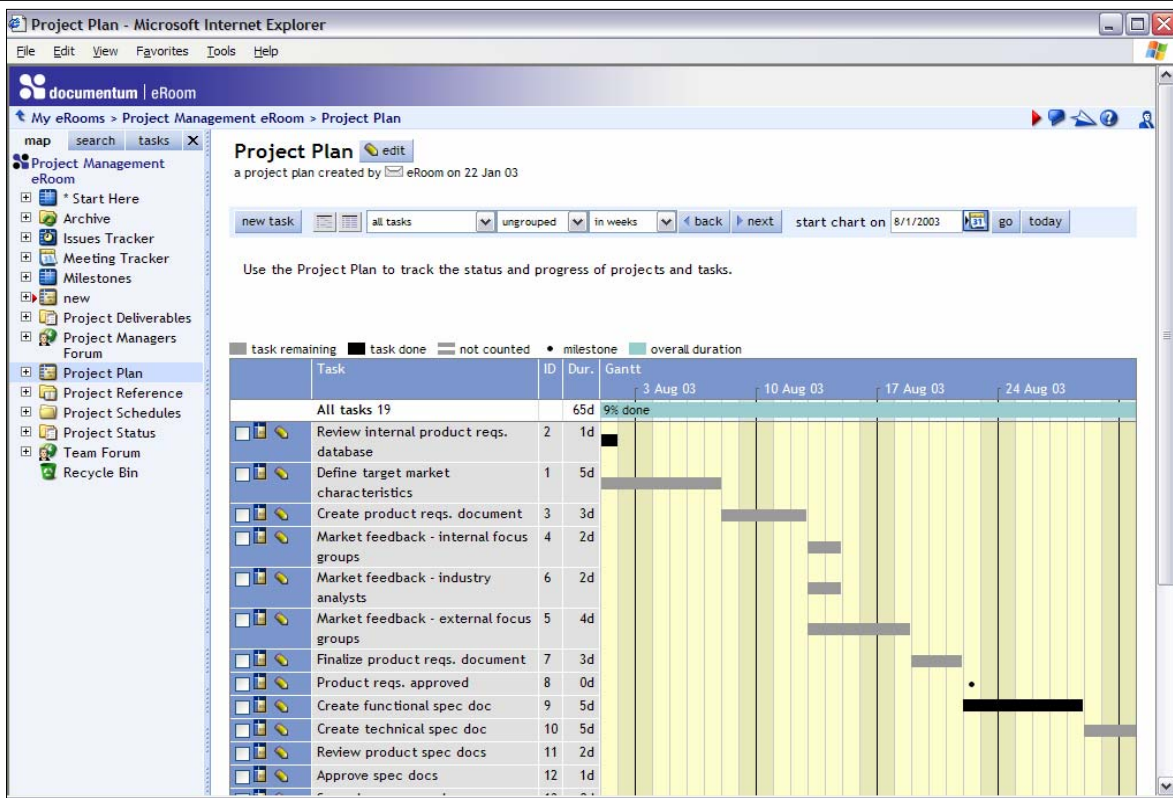 Project Plan - Microsoft Internet Explorer
File Edit View Favorites Tools Help
documentum | eRoom
My eRooms > Project Management eRoom > Project Plan
map search tasks X
Project Management
eRoom
* Start Here
Archive
Issues Tracker
Meeting Tracker
Milestones
new
Project Deliverables
Project Managers
Forum
Project Plan
Project Reference
Project Schedules
Project Status
Team Forum
Recycle Bin
Project Plan edit
a project plan created by eRoom on 22 Jan 03
new task all tasks ungrouped in weeks back next start chart on 8/1/2003 31 go today
Use the Project Plan to track the status and progress of projects and tasks.
task remaining task done not counted • milestone overall duration
Task ID Dur. Gantt
3 Aug 03 10 Aug 03 17 Aug 03 24 Aug 03
All tasks 19 65d 9% done
Review internal product reqs. 2 1d
database
Define target market 1 5d
characteristics
Create product reqs. document 3 3d
Market feedback - internal focus 4 2d
groups
Market feedback - industry 6 2d
analysts
Market feedback - external focus 5 4d
groups
Finalize product reqs. document 7 3d
Product reqs. approved 8 0d
Create functional spec doc 9 5d
Create technical spec doc 10 5d
Review product spec docs 11 2d
Approve spec docs 12 1d